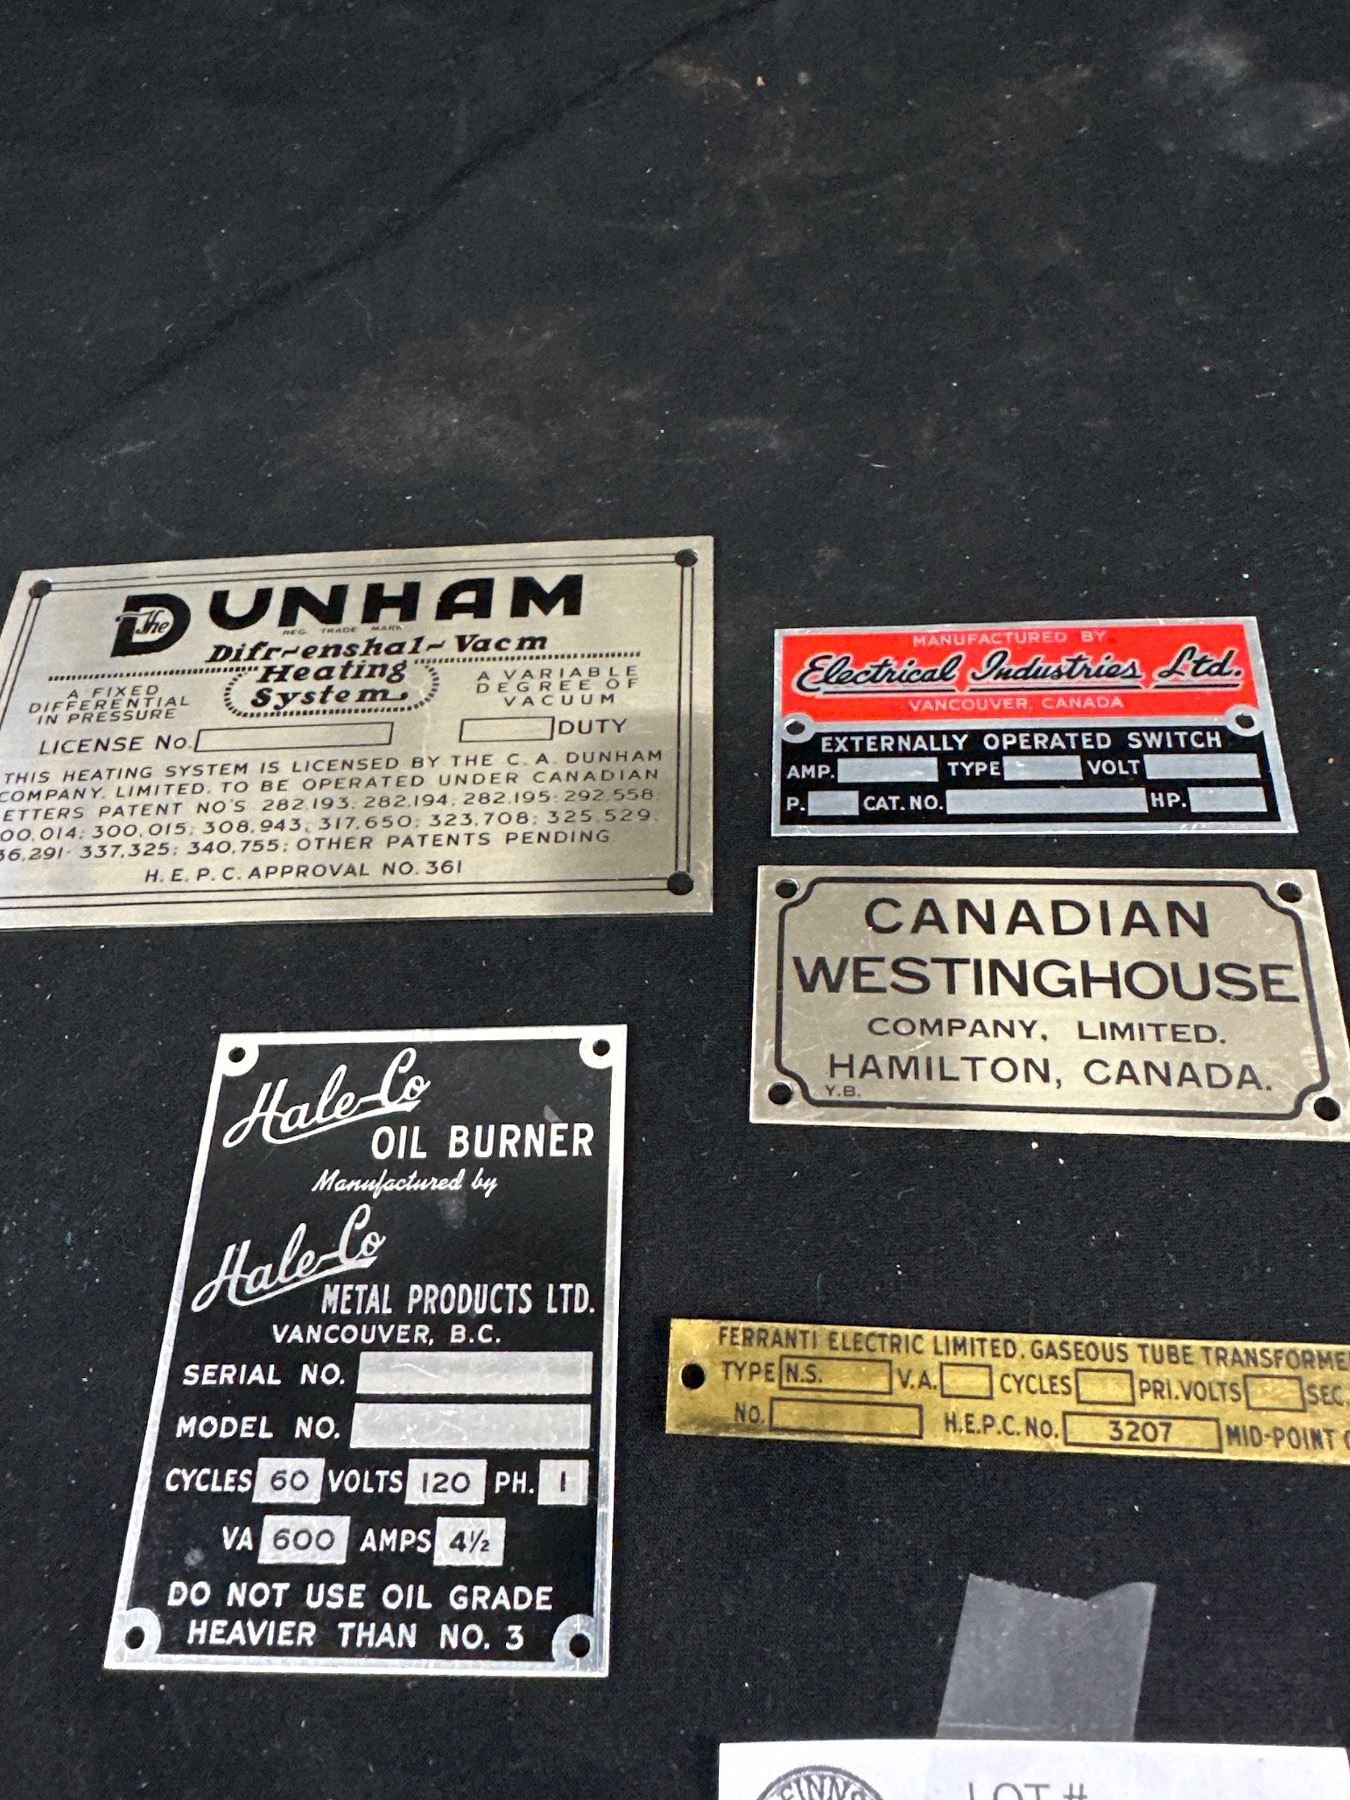 The DUNHAM
REG. TRADE MARK
Difr~enshal~Vacm
Heating
System
A FIXED
DIFFERENTIAL
IN PRESSURE
A VARIABLE
DEGREE OF
VACUUM
LICENSE No. DUTY
THIS HEATING SYSTEM IS LICENSED BY THE C. A. DUNHAM
COMPANY, LIMITED, TO BE OPERATED UNDER CANADIAN
ETTERS PATENT NO'S 282,193; 282,194; 282,195; 292,558;
00,014; 300,015; 308,943; 317,650; 323,708; 325,529;
36,291; 337,325; 340,755; OTHER PATENTS PENDING
H.E.P.C. APPROVAL NO. 361
MANUFACTURED BY
Electrical Industries Ltd.
VANCOUVER, CANADA
EXTERNALLY OPERATED SWITCH
AMP. TYPE VOLT
P. CAT. NO. HP.
CANADIAN
WESTINGHOUSE
COMPANY, LIMITED.
HAMILTON, CANADA.
Y.B.
Hale-Co
OIL BURNER
Manufactured by
Hale-Co
METAL PRODUCTS LTD.
VANCOUVER, B.C.
SERIAL NO.
MODEL NO.
CYCLES 60 VOLTS 120 PH. 1
VA 600 AMPS 4½
DO NOT USE OIL GRADE
HEAVIER THAN NO. 3
FERRANTI ELECTRIC LIMITED. GASEOUS TUBE TRANSFORME
TYPE N.S. V.A. CYCLES PRI.VOLTS SEC.
NO. H.E.P.C. NO. 3207 MID-POINT
LOT #